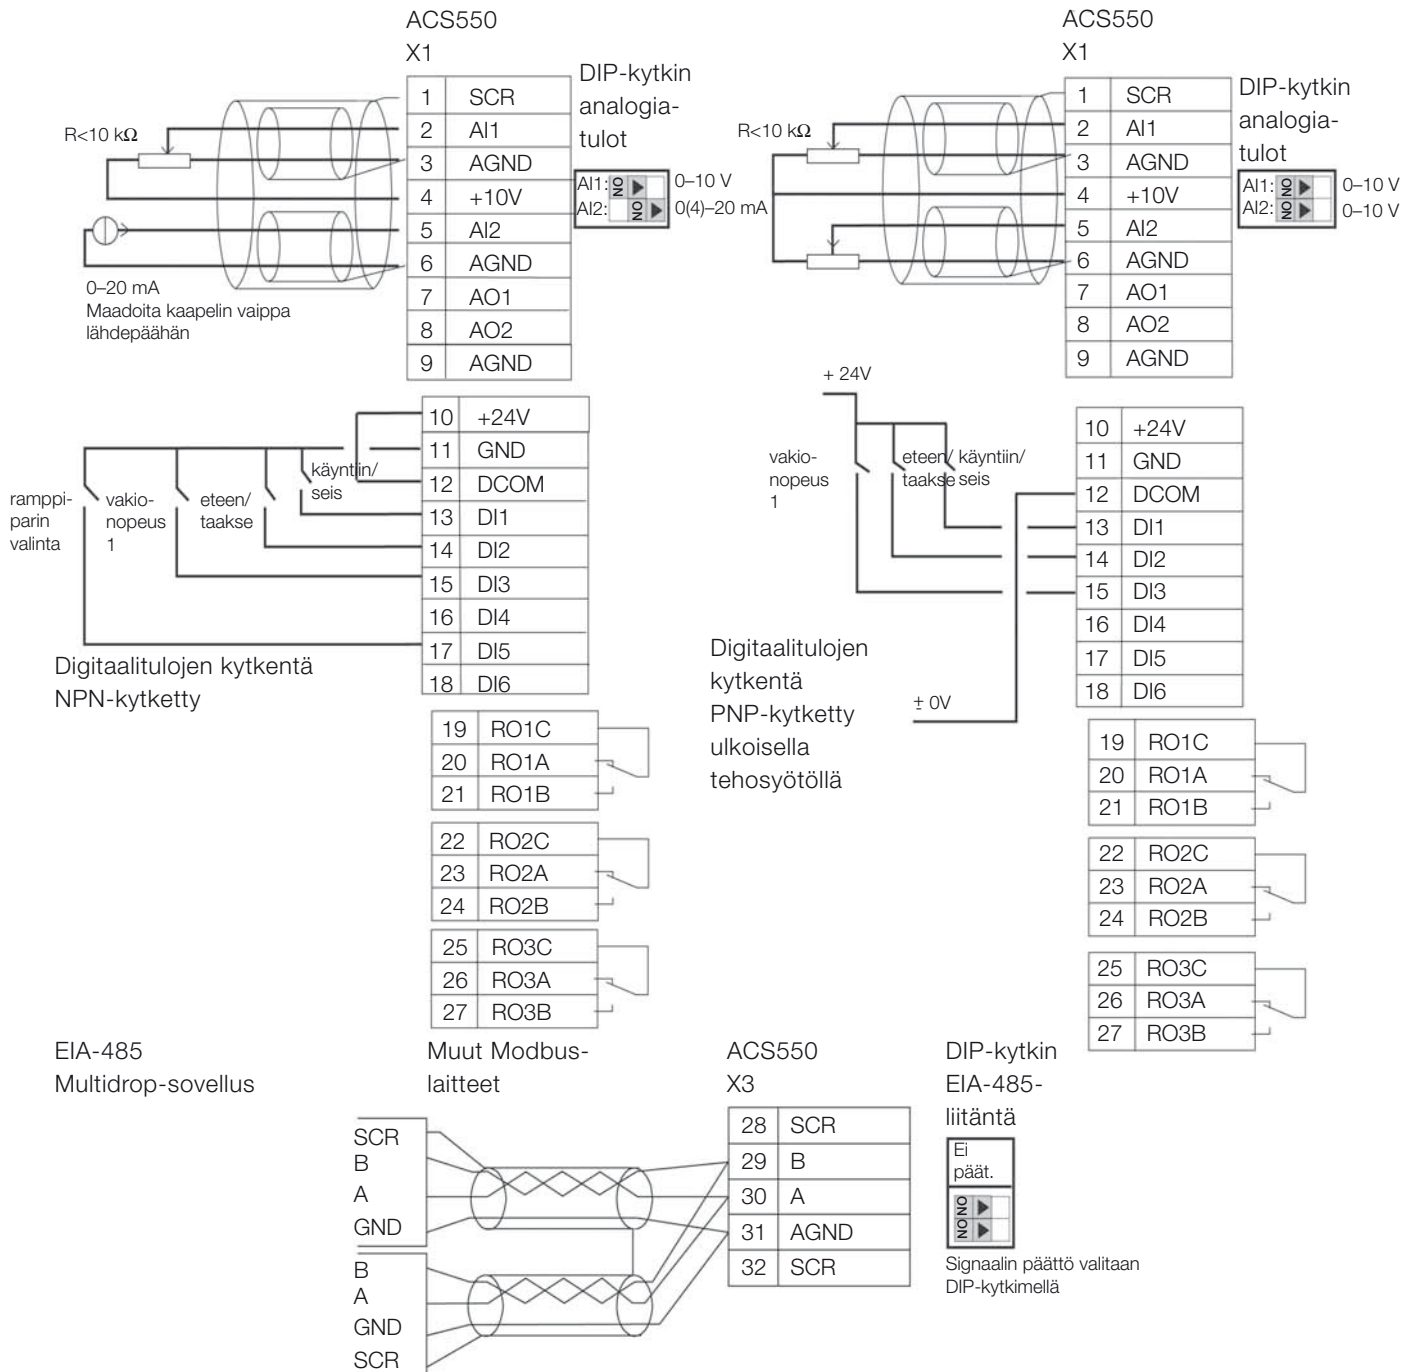 ACS550
X1
DIP-kytkin
analogia-
tulot
R<10 kΩ
1 SCR
2 AI1
3 AGND
4 +10V
5 AI2
6 AGND
7 AO1
8 AO2
9 AGND
AI1: ON 0–10 V
AI2: ON 0(4)–20 mA
0–20 mA
Maadoita kaapelin vaippa
lähdepäähän
10 +24V
11 GND
12 DCOM
13 DI1
14 DI2
15 DI3
16 DI4
17 DI5
18 DI6
ramppi-
parin
valinta
vakio-
nopeus
1
eteen/
taakse
käyntiin/
seis
Digitaalitulojen kytkentä
NPN-kytketty
19 RO1C
20 RO1A
21 RO1B
22 RO2C
23 RO2A
24 RO2B
25 RO3C
26 RO3A
27 RO3B
ACS550
X1
DIP-kytkin
analogia-
tulot
R<10 kΩ
1 SCR
2 AI1
3 AGND
4 +10V
5 AI2
6 AGND
7 AO1
8 AO2
9 AGND
AI1: ON 0–10 V
AI2: ON 0–10 V
+ 24V
vakio-
nopeus
1
eteen/
taakse
käyntiin/
seis
10 +24V
11 GND
12 DCOM
13 DI1
14 DI2
15 DI3
16 DI4
17 DI5
18 DI6
± 0V
Digitaalitulojen
kytkentä
PNP-kytketty
ulkoisella
tehosyötöllä
19 RO1C
20 RO1A
21 RO1B
22 RO2C
23 RO2A
24 RO2B
25 RO3C
26 RO3A
27 RO3B
EIA-485
Multidrop-sovellus
Muut Modbus-
laitteet
SCR
B
A
GND
B
A
GND
SCR
ACS550
X3
28 SCR
29 B
30 A
31 AGND
32 SCR
DIP-kytkin
EIA-485-
liitäntä
Ei
päät.
ON
ON
Signaalin päättö valitaan
DIP-kytkimellä